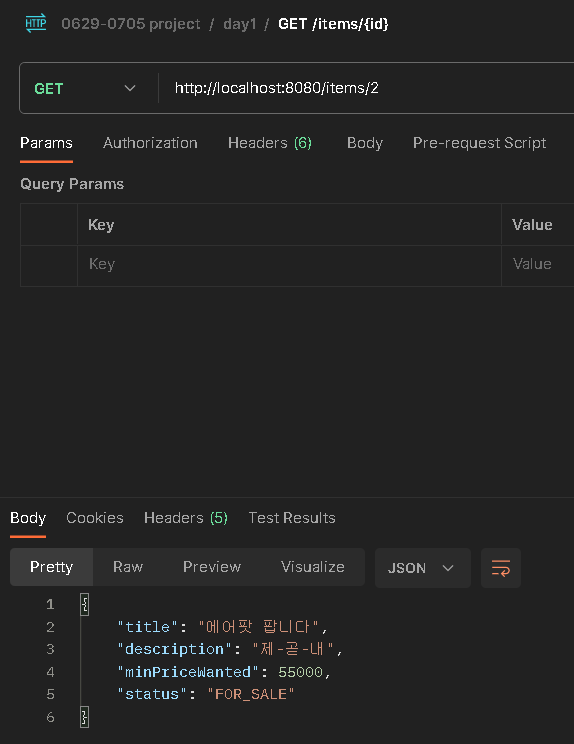 HTTP 0629-0705 project / day1 / GET /items/{id}
GET http://localhost:8080/items/2
Params Authorization Headers (6) Body Pre-request Script
Query Params
Key Value
Key Value
Body Cookies Headers (5) Test Results
Pretty Raw Preview Visualize JSON
1 {
2 "title": "에어팟 팝니다",
3 "description": "제-곧-내",
4 "minPriceWanted": 55000,
5 "status": "FOR_SALE"
6 }